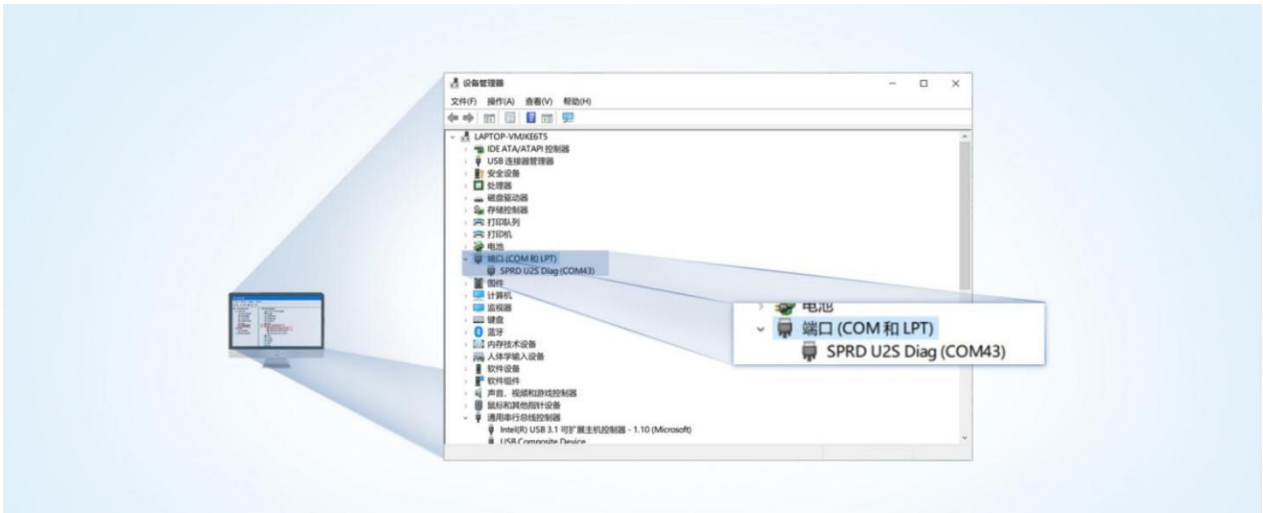 设备管理器
文件(F) 操作(A) 查看(V) 帮助(H)
LAPTOP-VMJKE6T5
IDE ATA/ATAPI 控制器
USB 连接器管理器
安全设备
处理器
磁盘驱动器
存储控制器
打印队列
打印机
电池
端口 (COM 和 LPT)
SPRD U2S Diag (COM43)
固件
计算机
监视器
键盘
蓝牙
内存技术设备
人体学输入设备
软件设备
软件组件
声音、视频和游戏控制器
鼠标和其他指针设备
通用串行总线控制器
Intel(R) USB 3.1 可扩展主机控制器 - 1.10 (Microsoft)
USB Composite Device
电池
端口 (COM 和 LPT)
SPRD U2S Diag (COM43)